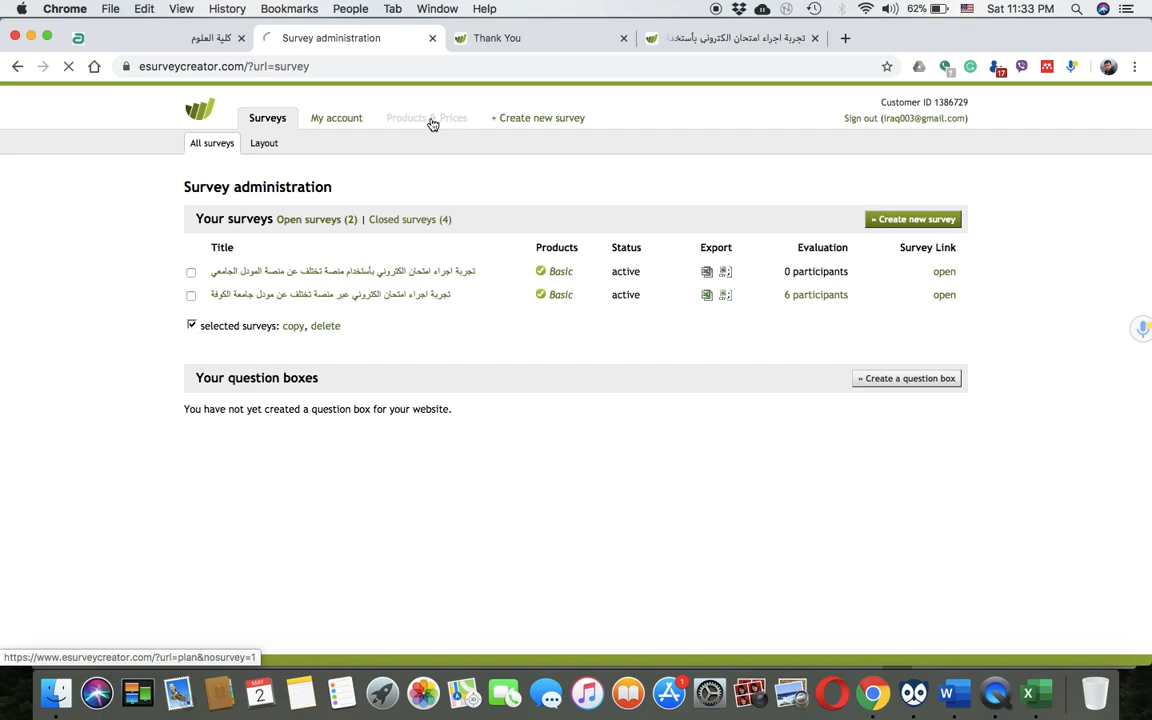 Chrome File Edit View History Bookmarks People Tab Window Help 62% Sat 11:33 PM
كلية العلوم Survey administration Thank You تجربة اجراء امتحان الكتروني بأستخدا
esurveycreator.com/?url=survey 7 17
Customer ID 1386729
Surveys My account Products & Prices + Create new survey Sign out (iraq003@gmail.com)
All surveys Layout
Survey administration
Your surveys Open surveys (2) | Closed surveys (4) » Create new survey
Title Products Status Export Evaluation Survey Link
تجربة اجراء امتحان الكتروني بأستخدام منصة تختلف عن منصة المودل الجامعي Basic active 0 participants open
تجربة اجراء امتحان الكتروني عبر منصة تختلف عن مودل جامعة الكوفة Basic active 6 participants open
selected surveys: copy, delete
Your question boxes » Create a question box
You have not yet created a question box for your website.
https://www.esurveycreator.com/?url=plan&nosurvey=1
MAY 2 1